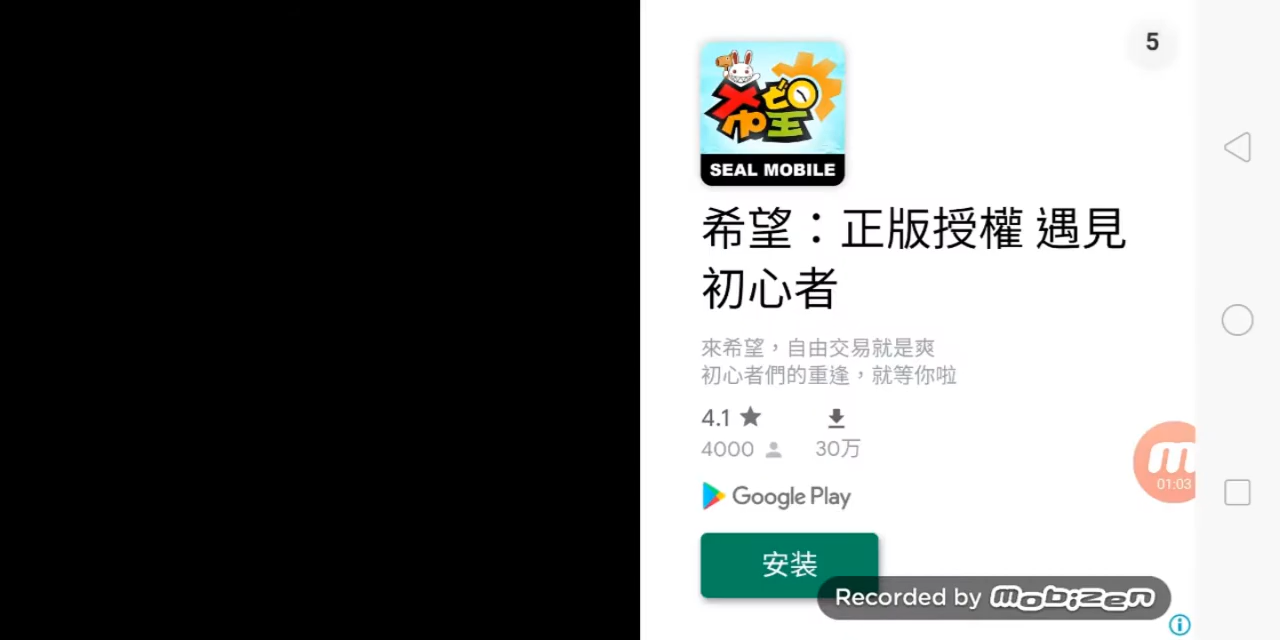 5
希望
SEAL MOBILE
希望：正版授權 遇見
初心者
來希望，自由交易就是爽
初心者們的重逢，就等你啦
4.1
4000
30万
m
01:03
Google Play
安装
Recorded by mobizen